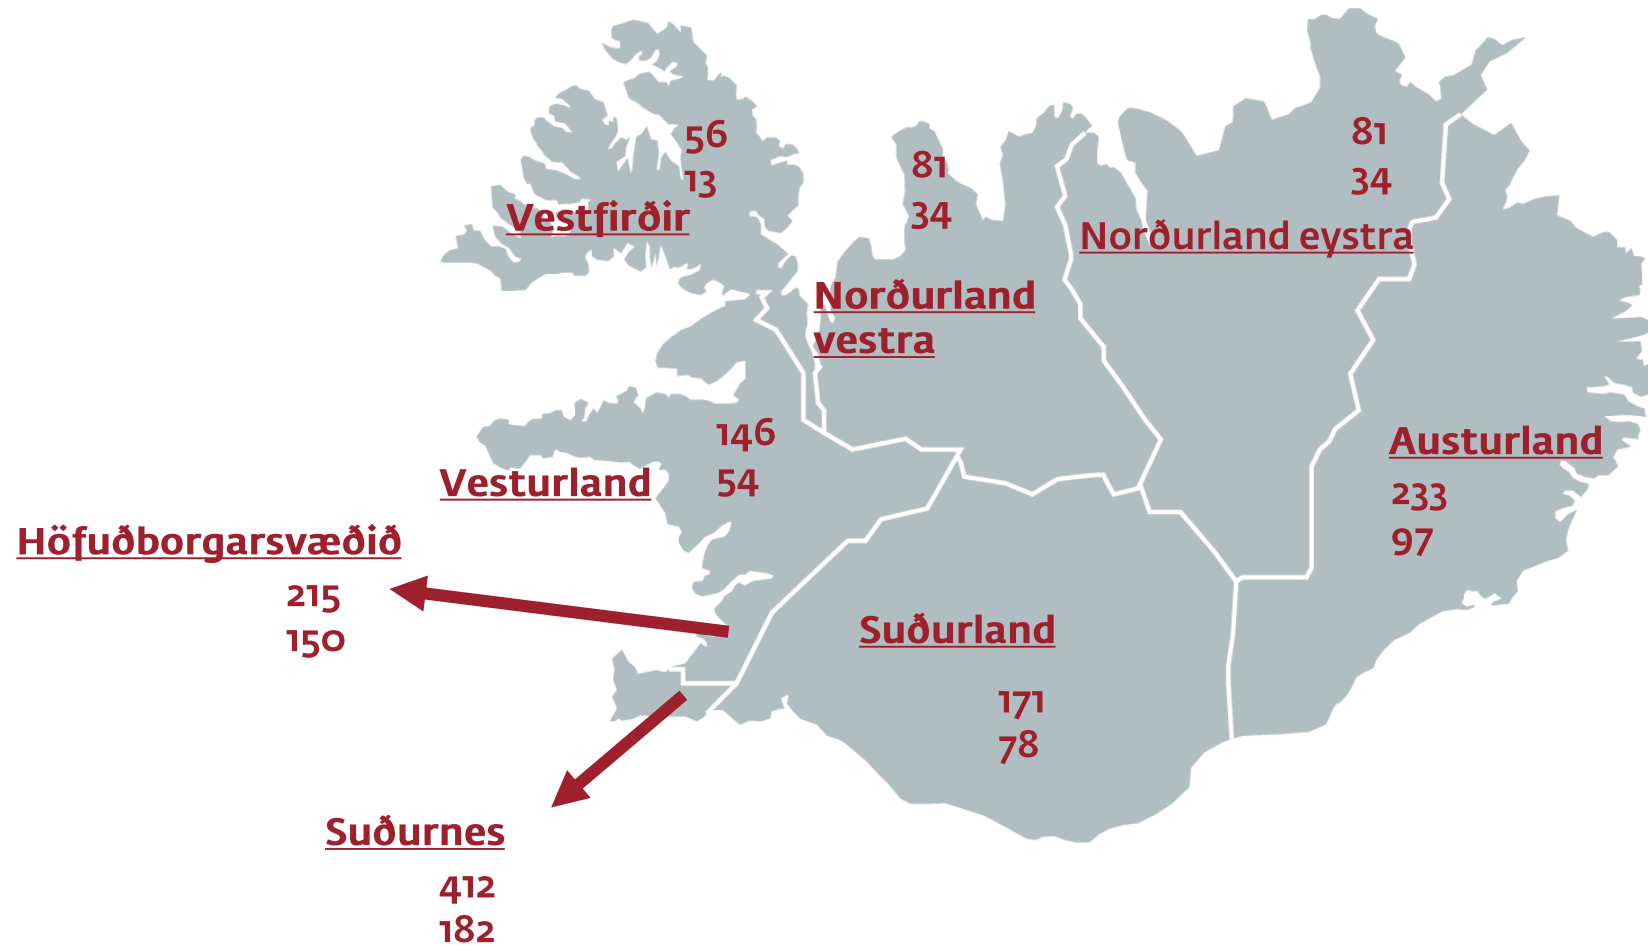 56
13
Vestfirðir
81
34
Norðurland
vestra
81
34
Norðurland eystra
146
54
Vesturland
Austurland
233
97
Höfuðborgarsvæðið
215
150
Suðurland
171
78
Suðurnes
412
182